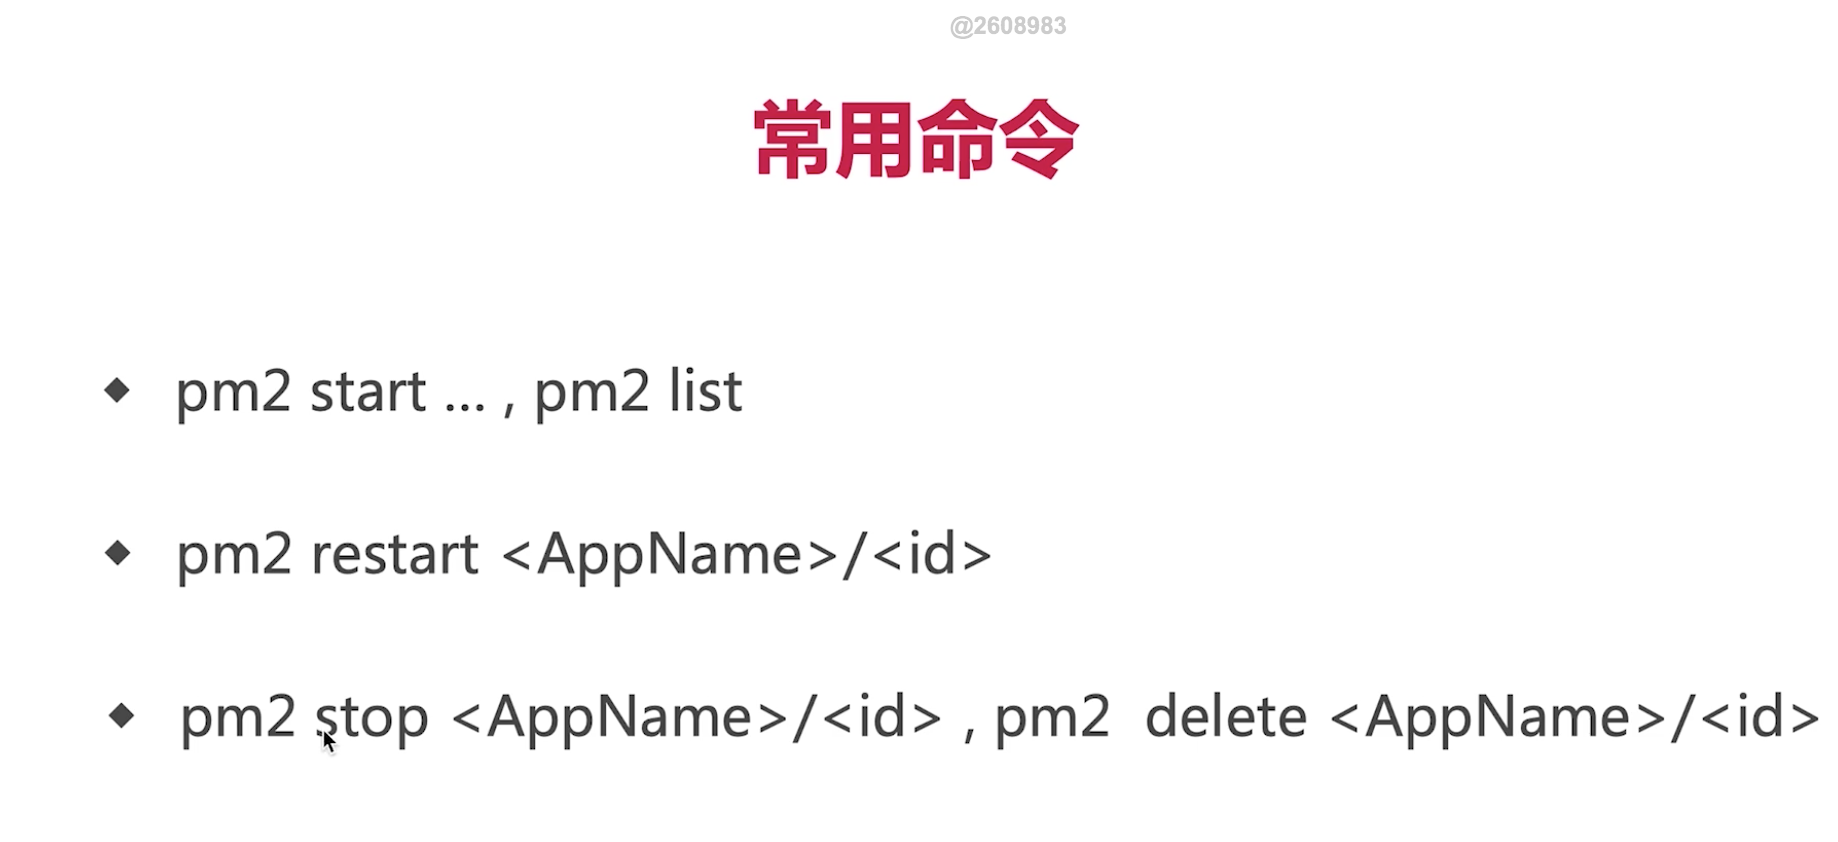 @2608983
常用命令
pm2 start ... , pm2 list
pm2 restart <AppName>/<id>
pm2 stop <AppName>/<id> , pm2  delete <AppName>/<id>